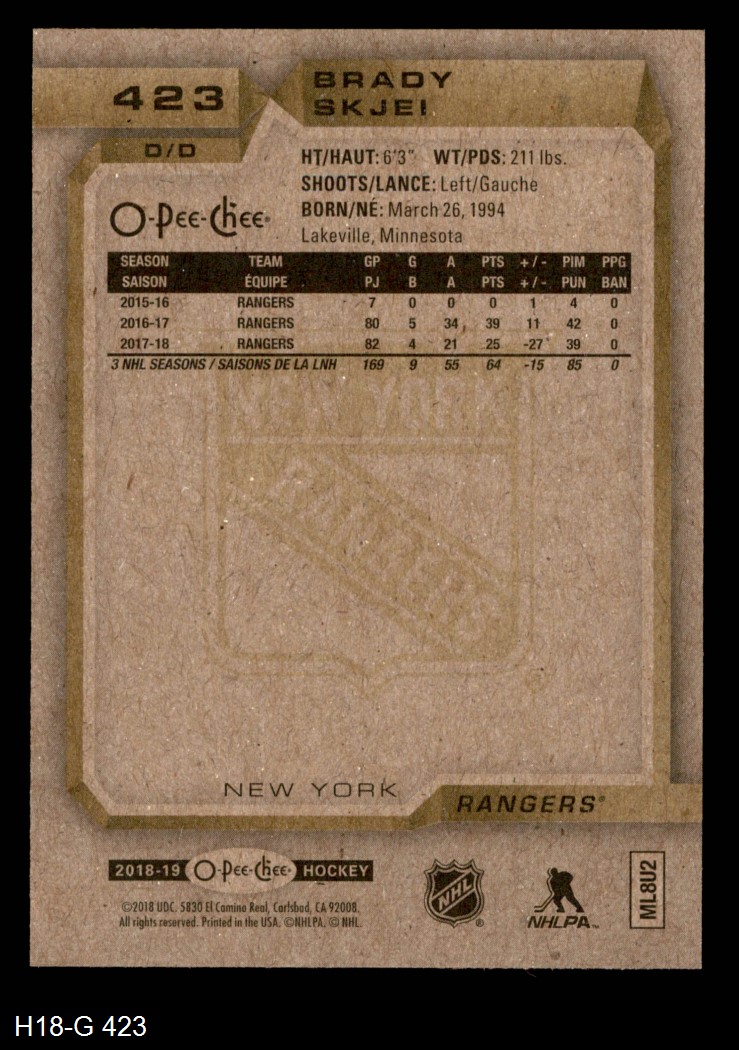 423
BRADY
SKJEI
D/D
HT/HAUT: 6'3" WT/PDS: 211 lbs.
SHOOTS/LANCE: Left/Gauche
BORN/NÉ: March 26, 1994
Lakeville, Minnesota
O-Pee-Chee®
SEASON TEAM GP G A PTS +/- PIM PPG
SAISON ÉQUIPE PJ B A PTS +/- PUN BAN
2015-16 RANGERS 7 0 0 0 1 4 0
2016-17 RANGERS 80 5 34 39 11 42 0
2017-18 RANGERS 82 4 21 25 -27 39 0
3 NHL SEASONS / SAISONS DE LA LNH 169 9 55 64 -15 85 0
NEW YORK
RANGERS
NEW YORK
RANGERS®
2018-19 O-Pee-Chee® HOCKEY
©2018 UDC. 5830 El Camino Real, Carlsbad, CA 92008.
All rights reserved. Printed in the USA. ©NHLPA. © NHL.
NHL®
NHLPA™
ML8U2
H18-G 423